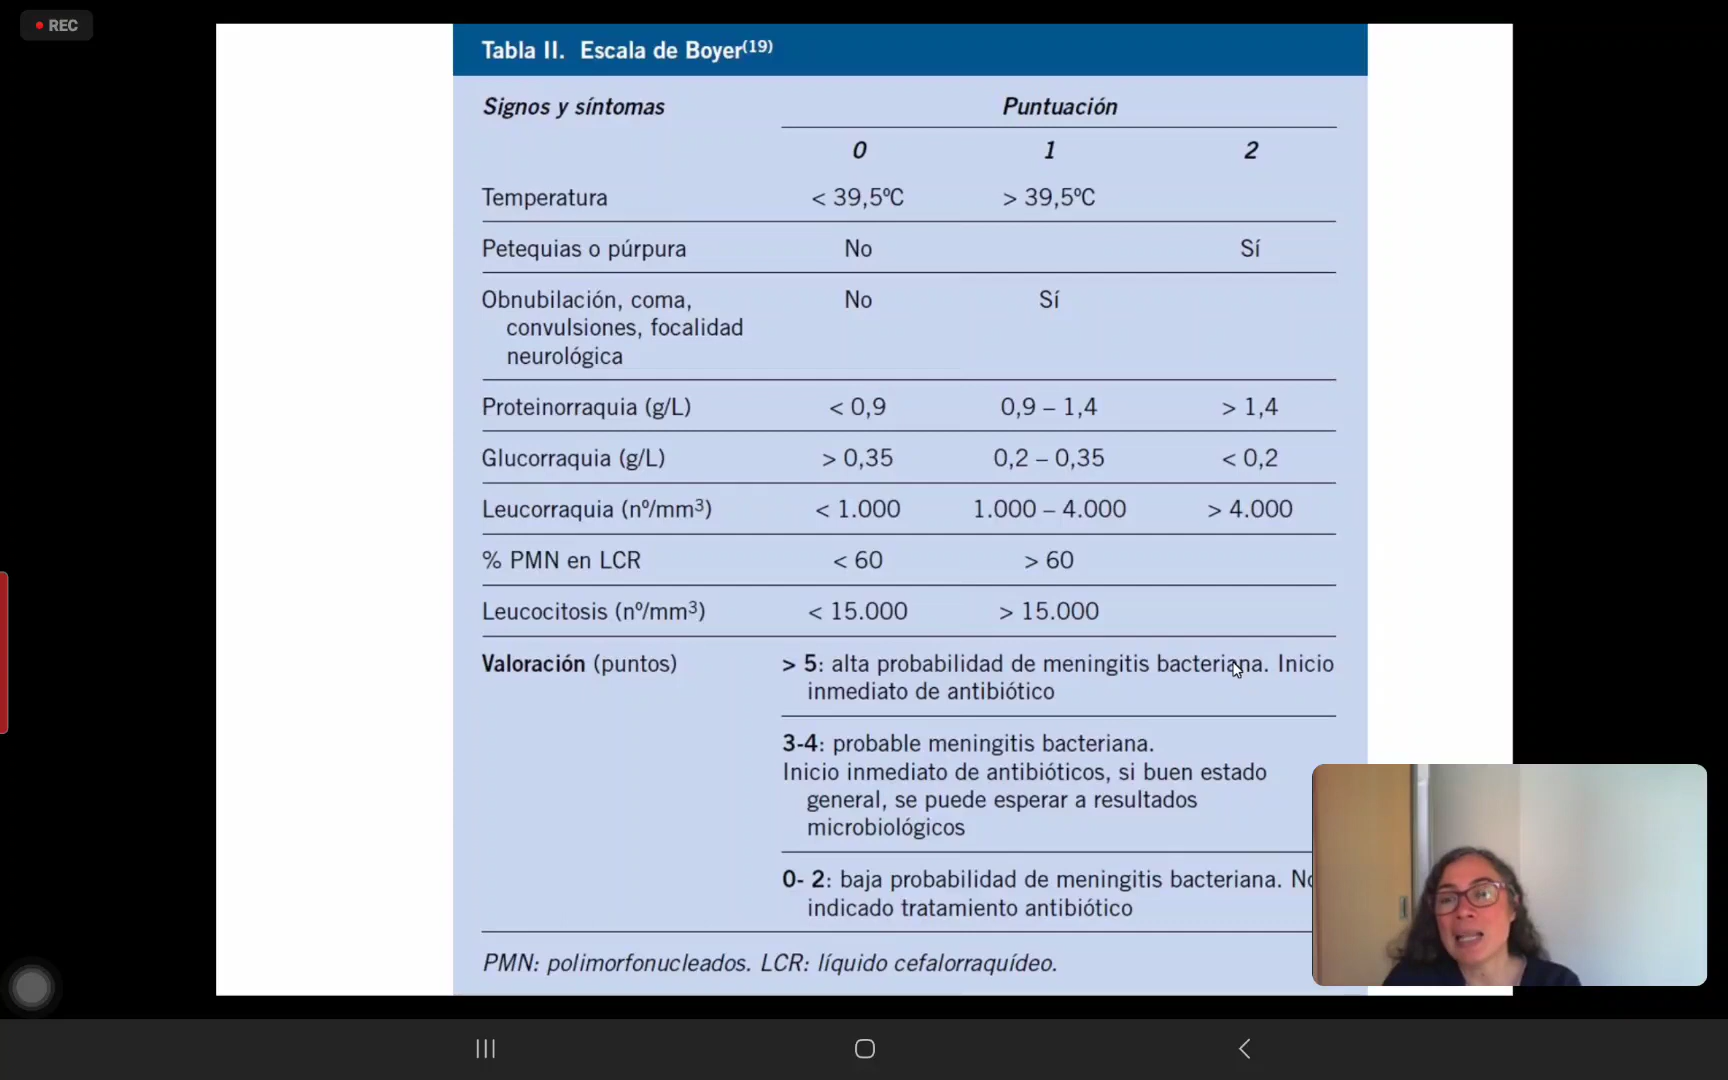 REC
Tabla II. Escala de Boyer(19)
Signos y síntomas Puntuación
0 1 2
Temperatura < 39,5ºC > 39,5ºC
Petequias o púrpura No Sí
Obnubilación, coma, No Sí
convulsiones, focalidad
neurológica
Proteinorraquia (g/L) < 0,9 0,9 – 1,4 > 1,4
Glucorraquia (g/L) > 0,35 0,2 – 0,35 < 0,2
Leucorraquia (nº/mm³) < 1.000 1.000 – 4.000 > 4.000
% PMN en LCR < 60 > 60
Leucocitosis (nº/mm³) < 15.000 > 15.000
Valoración (puntos) > 5: alta probabilidad de meningitis bacteriana. Inicio
inmediato de antibiótico
3-4: probable meningitis bacteriana.
Inicio inmediato de antibióticos, si buen estado
general, se puede esperar a resultados
microbiológicos
0- 2: baja probabilidad de meningitis bacteriana. No
indicado tratamiento antibiótico
PMN: polimorfonucleados. LCR: líquido cefalorraquídeo.